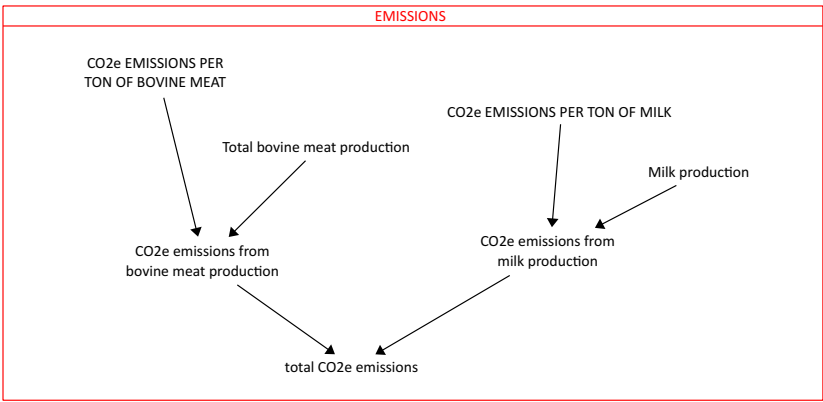 EMISSIONS
CO2e EMISSIONS PER
TON OF BOVINE MEAT
CO2e EMISSIONS PER TON OF MILK
Total bovine meat production
Milk production
CO2e emissions from
bovine meat production
CO2e emissions from
milk production
total CO2e emissions